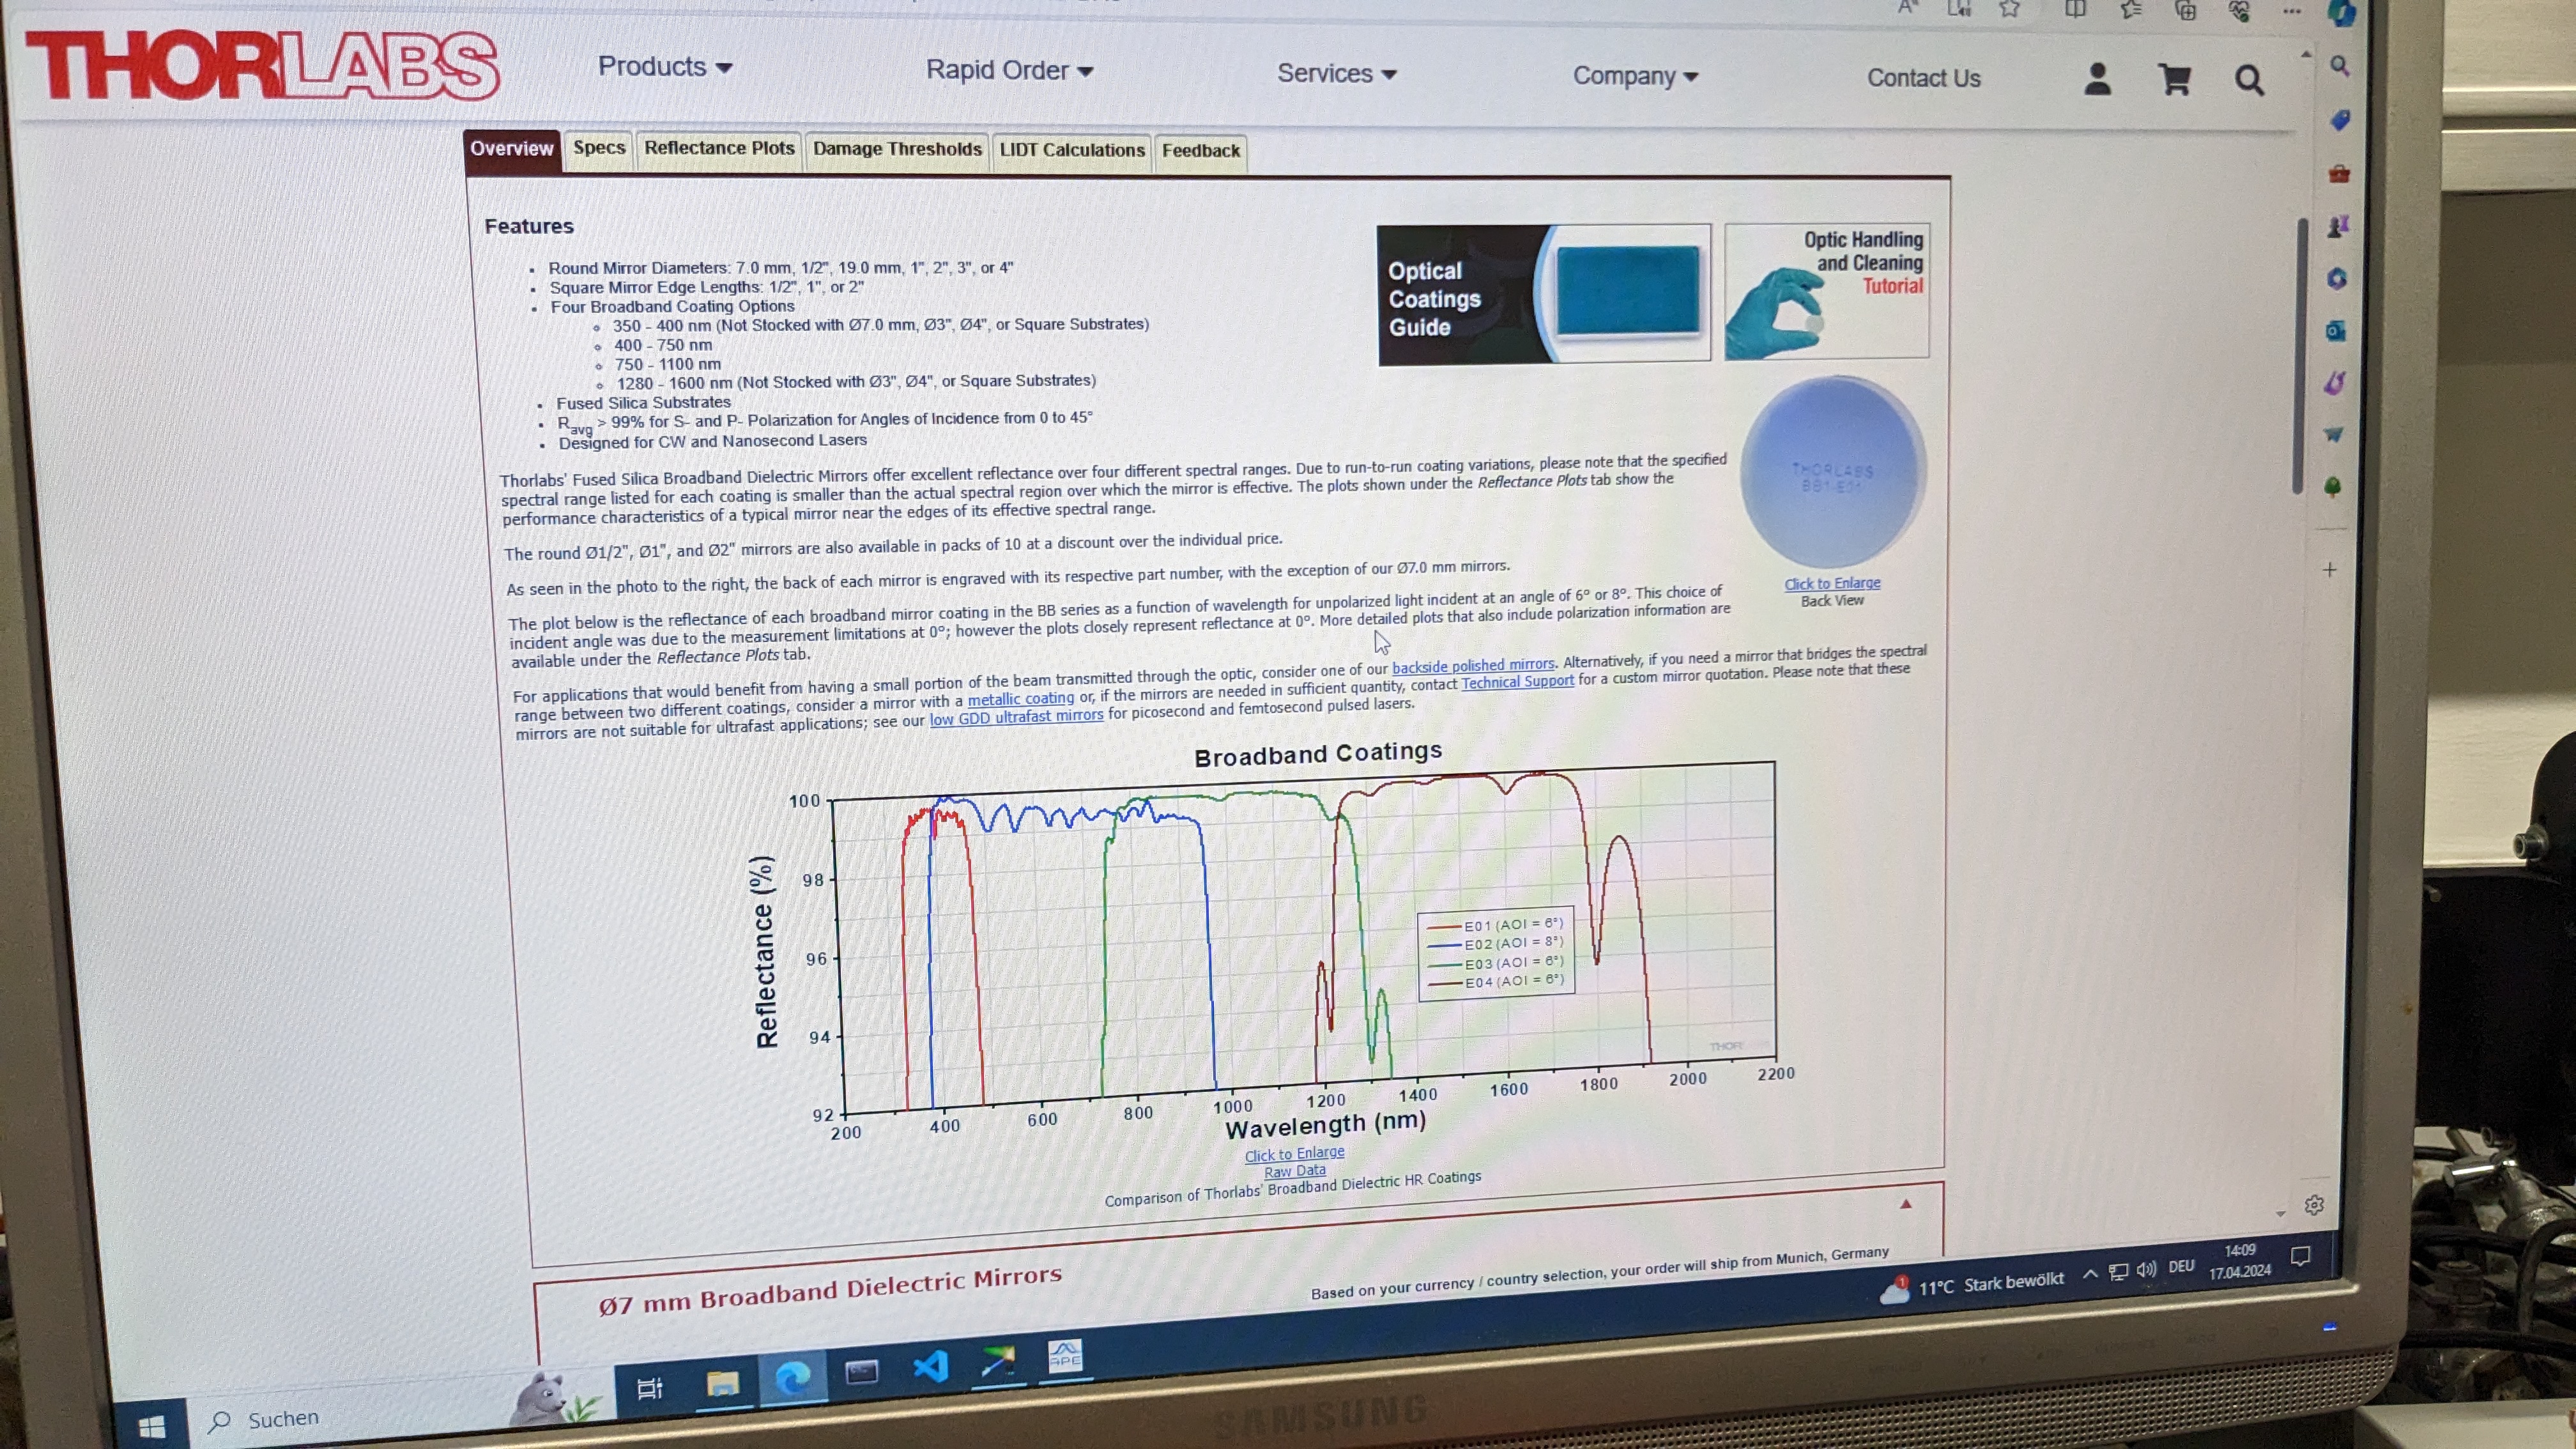 THORLABS
Products
Rapid Order
Services
Company
Contact Us
Overview
Specs
Reflectance Plots
Damage Thresholds
LIDT Calculations
Feedback
Features
Round Mirror Diameters: 7.0 mm, 1/2", 19.0 mm, 1", 2", 3", or 4"
Square Mirror Edge Lengths: 1/2", 1", or 2"
Four Broadband Coating Options
350 - 400 nm (Not Stocked with Ø7.0 mm, Ø3", Ø4", or Square Substrates)
400 - 750 nm
750 - 1100 nm
1280 - 1600 nm (Not Stocked with Ø3", Ø4", or Square Substrates)
Fused Silica Substrates
Ravg > 99% for S- and P- Polarization for Angles of Incidence from 0 to 45°
Designed for CW and Nanosecond Lasers
Optical
Coatings
Guide
Optic Handling
and Cleaning
Tutorial
THORLABS
BB1-E01
Click to Enlarge
Back View
Thorlabs' Fused Silica Broadband Dielectric Mirrors offer excellent reflectance over four different spectral ranges. Due to run-to-run coating variations, please note that the specified
spectral range listed for each coating is smaller than the actual spectral region over which the mirror is effective. The plots shown under the Reflectance Plots tab show the
performance characteristics of a typical mirror near the edges of its effective spectral range.
The round Ø1/2", Ø1", and Ø2" mirrors are also available in packs of 10 at a discount over the individual price.
As seen in the photo to the right, the back of each mirror is engraved with its respective part number, with the exception of our Ø7.0 mm mirrors.
The plot below is the reflectance of each broadband mirror coating in the BB series as a function of wavelength for unpolarized light incident at an angle of 6° or 8°. This choice of
incident angle was due to the measurement limitations at 0°; however the plots closely represent reflectance at 0°. More detailed plots that also include polarization information are
available under the Reflectance Plots tab.
For applications that would benefit from having a small portion of the beam transmitted through the optic, consider one of our backside polished mirrors. Alternatively, if you need a mirror that bridges the spectral
range between two different coatings, consider a mirror with a metallic coating or, if the mirrors are needed in sufficient quantity, contact Technical Support for a custom mirror quotation. Please note that these
mirrors are not suitable for ultrafast applications; see our low GDD ultrafast mirrors for picosecond and femtosecond pulsed lasers.
Broadband Coatings
Reflectance (%)
100
98
96
94
92
E01 (AOI = 6°)
E02 (AOI = 8°)
E03 (AOI = 6°)
E04 (AOI = 6°)
THOR
200 400 600 800 1000 1200 1400 1600 1800 2000 2200
Wavelength (nm)
Click to Enlarge
Raw Data
Comparison of Thorlabs' Broadband Dielectric HR Coatings
Ø7 mm Broadband Dielectric Mirrors
Based on your currency / country selection, your order will ship from Munich, Germany
Suchen
APE
1
11°C Stark bewölkt
DEU
14:09
17.04.2024
SAMSUNG